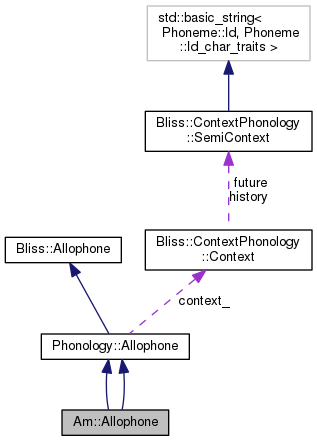 std::basic_string<
Phoneme::Id, Phoneme
::Id_char_traits >
Bliss::ContextPhonology
::SemiContext
future
history
Bliss::ContextPhonology
::Context
Bliss::Allophone
context_
Phonology::Allophone
Am::Allophone